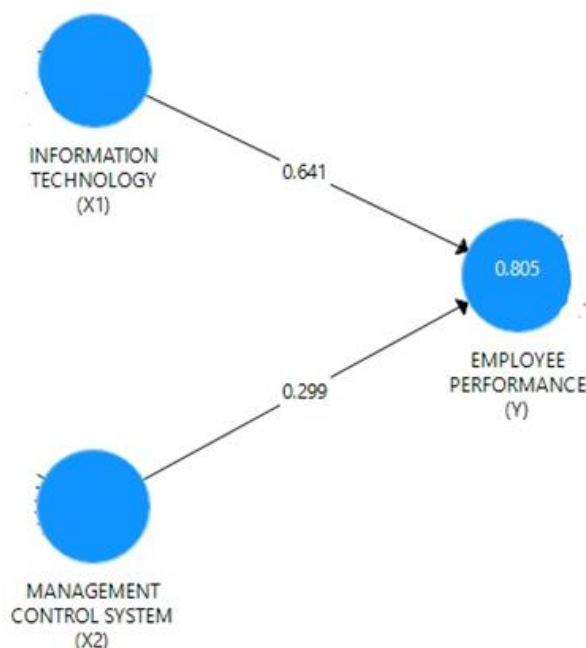 INFORMATION
TECHNOLOGY
(X1)
0.641
0.805
EMPLOYEE
PERFORMANCE
(Y)
0.299
MANAGEMENT
CONTROL SYSTEM
(X2)